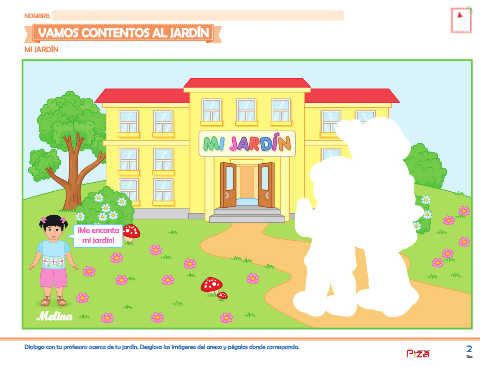 NOMBRE:
VAMOS CONTENTOS AL JARDÍN
MI JARDÍN
MI JARDÍN
¡Me encanta
mi jardín!
Melina
Dialogo con tu profesora acerca de tu jardín. Desglosa las imágenes del anexo y pégalas donde corresponda.
2